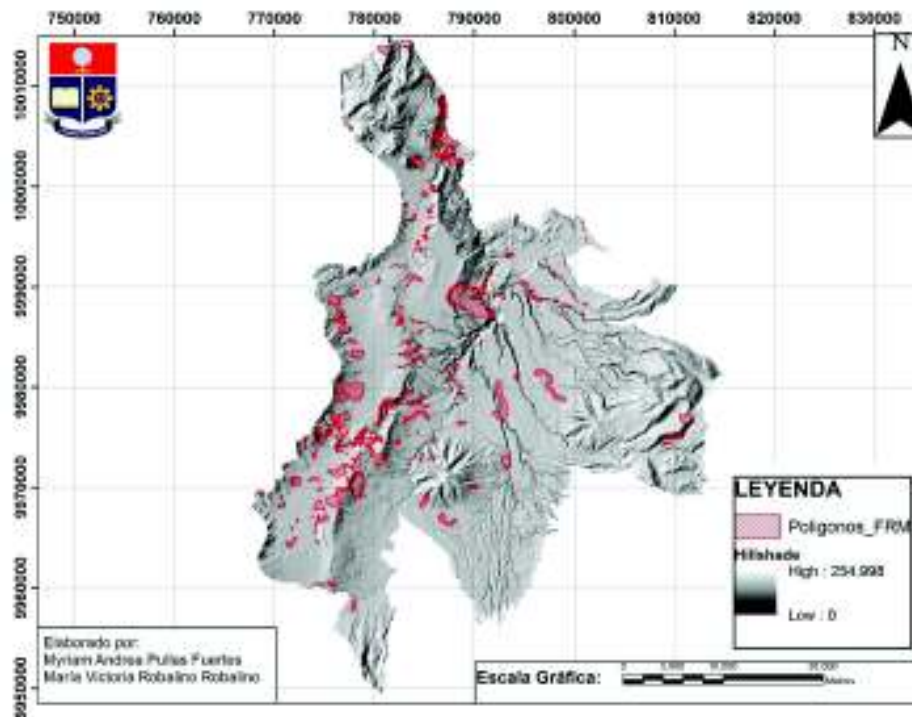 750000 760000 770000 780000 790000 800000 810000 820000 830000
N
10010000
10000000
9990000
9980000
9970000
9960000
9950000
LEYENDA
Poligonos_FRM
Hillshade
High : 254.998
Low : 0
Elaborado por:
Myriam Andrea Pullas Fuertes
María Victoria Robalino Robalino
Escala Gráfica:
0
Metros